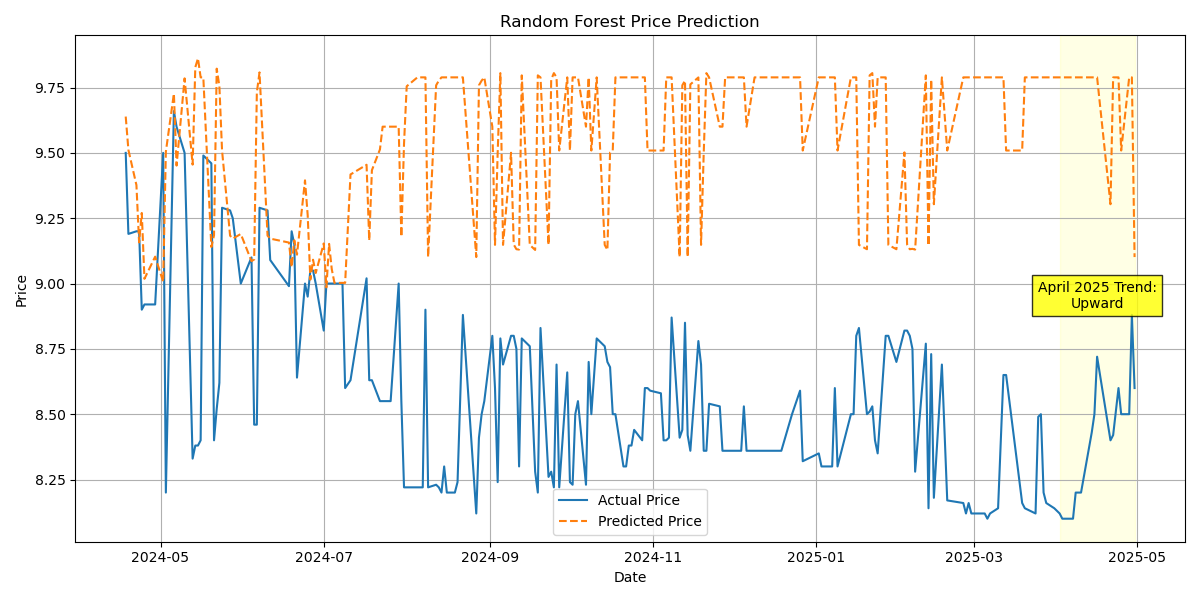 Random Forest Price Prediction
Price
9.75
9.50
9.25
9.00
8.75
8.50
8.25
April 2025 Trend:
Upward
Actual Price
Predicted Price
2024-05
2024-07
2024-09
2024-11
2025-01
2025-03
2025-05
Date